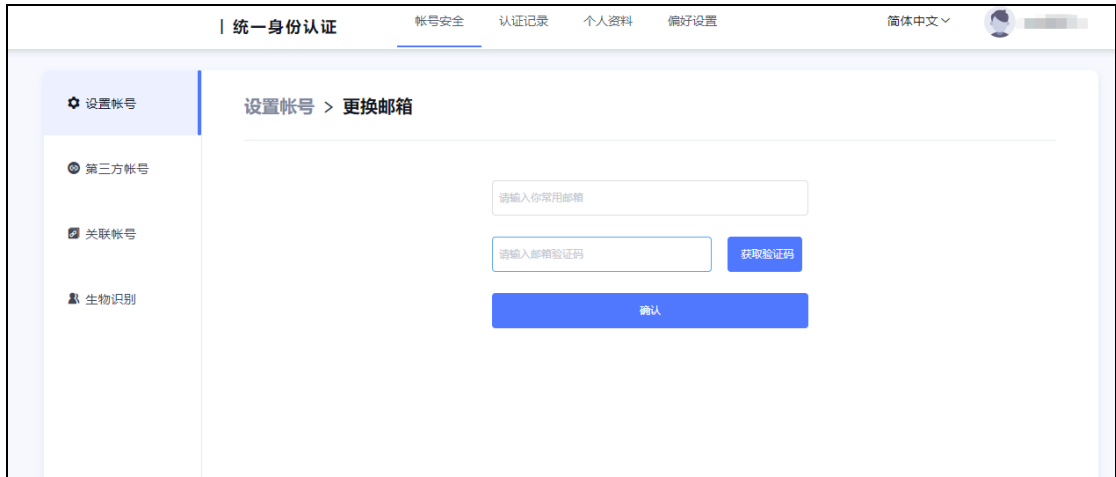 | 统一身份认证 帐号安全 认证记录 个人资料 偏好设置 简体中文
设置帐号
设置帐号 > 更换邮箱
第三方帐号
请输入你常用邮箱
关联帐号
请输入邮箱验证码 获取验证码
生物识别
确认